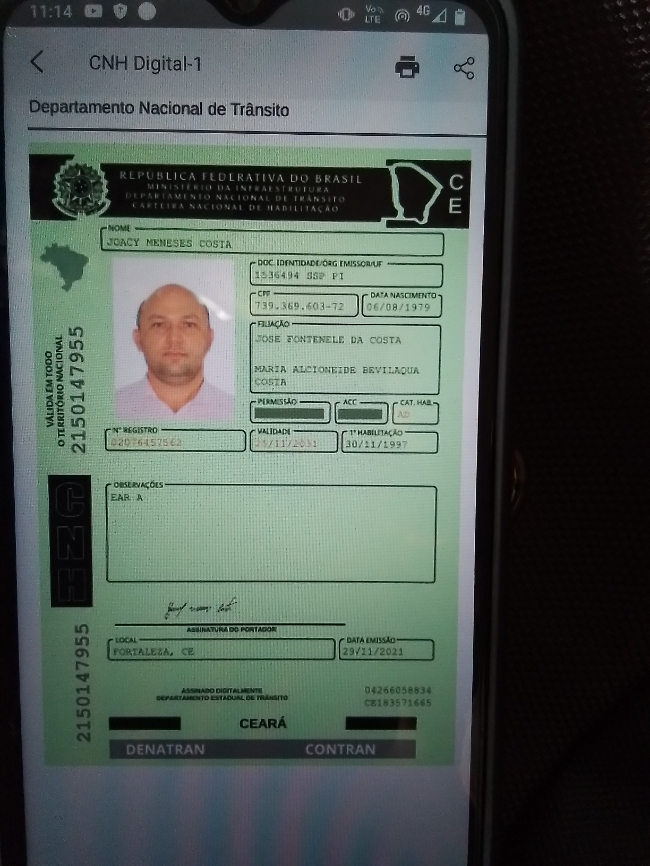 11:14
Vo)) LTE
4G
CNH Digital-1
Departamento Nacional de Trânsito
REPÚBLICA FEDERATIVA DO BRASIL
MINISTÉRIO DA INFRAESTRUTURA
DEPARTAMENTO NACIONAL DE TRÂNSITO
CARTEIRA NACIONAL DE HABILITAÇÃO
CE
NOME
JOACY MENESES COSTA
DOC. IDENTIDADE/ÓRG EMISSOR/UF
1536494 SSP PI
CPF
739.369.603-72
DATA NASCIMENTO
06/08/1979
FILIAÇÃO
JOSE FONTENELE DA COSTA
MARIA ALCIONEIDE BEVILAQUA
COSTA
PERMISSÃO
ACC
CAT. HAB.
AD
Nº REGISTRO
02076457562
VALIDADE
1ª HABILITAÇÃO
30/11/1997
VÁLIDA EM TODO
O TERRITÓRIO NACIONAL
2150147955
OBSERVAÇÕES
EAR A
CNH
ASSINATURA DO PORTADOR
LOCAL
FORTALEZA, CE
DATA EMISSÃO
29/11/2021
2150147955
ASSINADO DIGITALMENTE
DEPARTAMENTO ESTADUAL DE TRÂNSITO
04266058834
CE183571665
CEARÁ
DENATRAN
CONTRAN